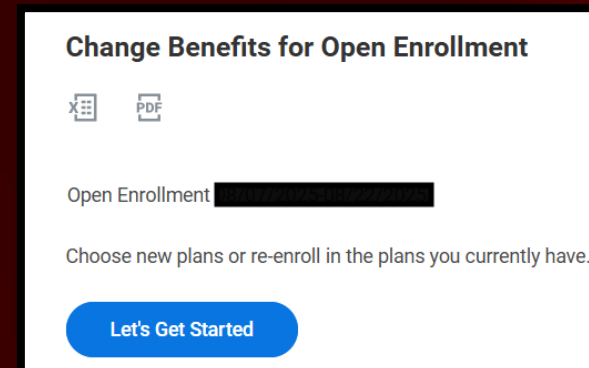 Change Benefits for Open Enrollment
X PDF
Open Enrollment
Choose new plans or re-enroll in the plans you currently have.
Let's Get Started